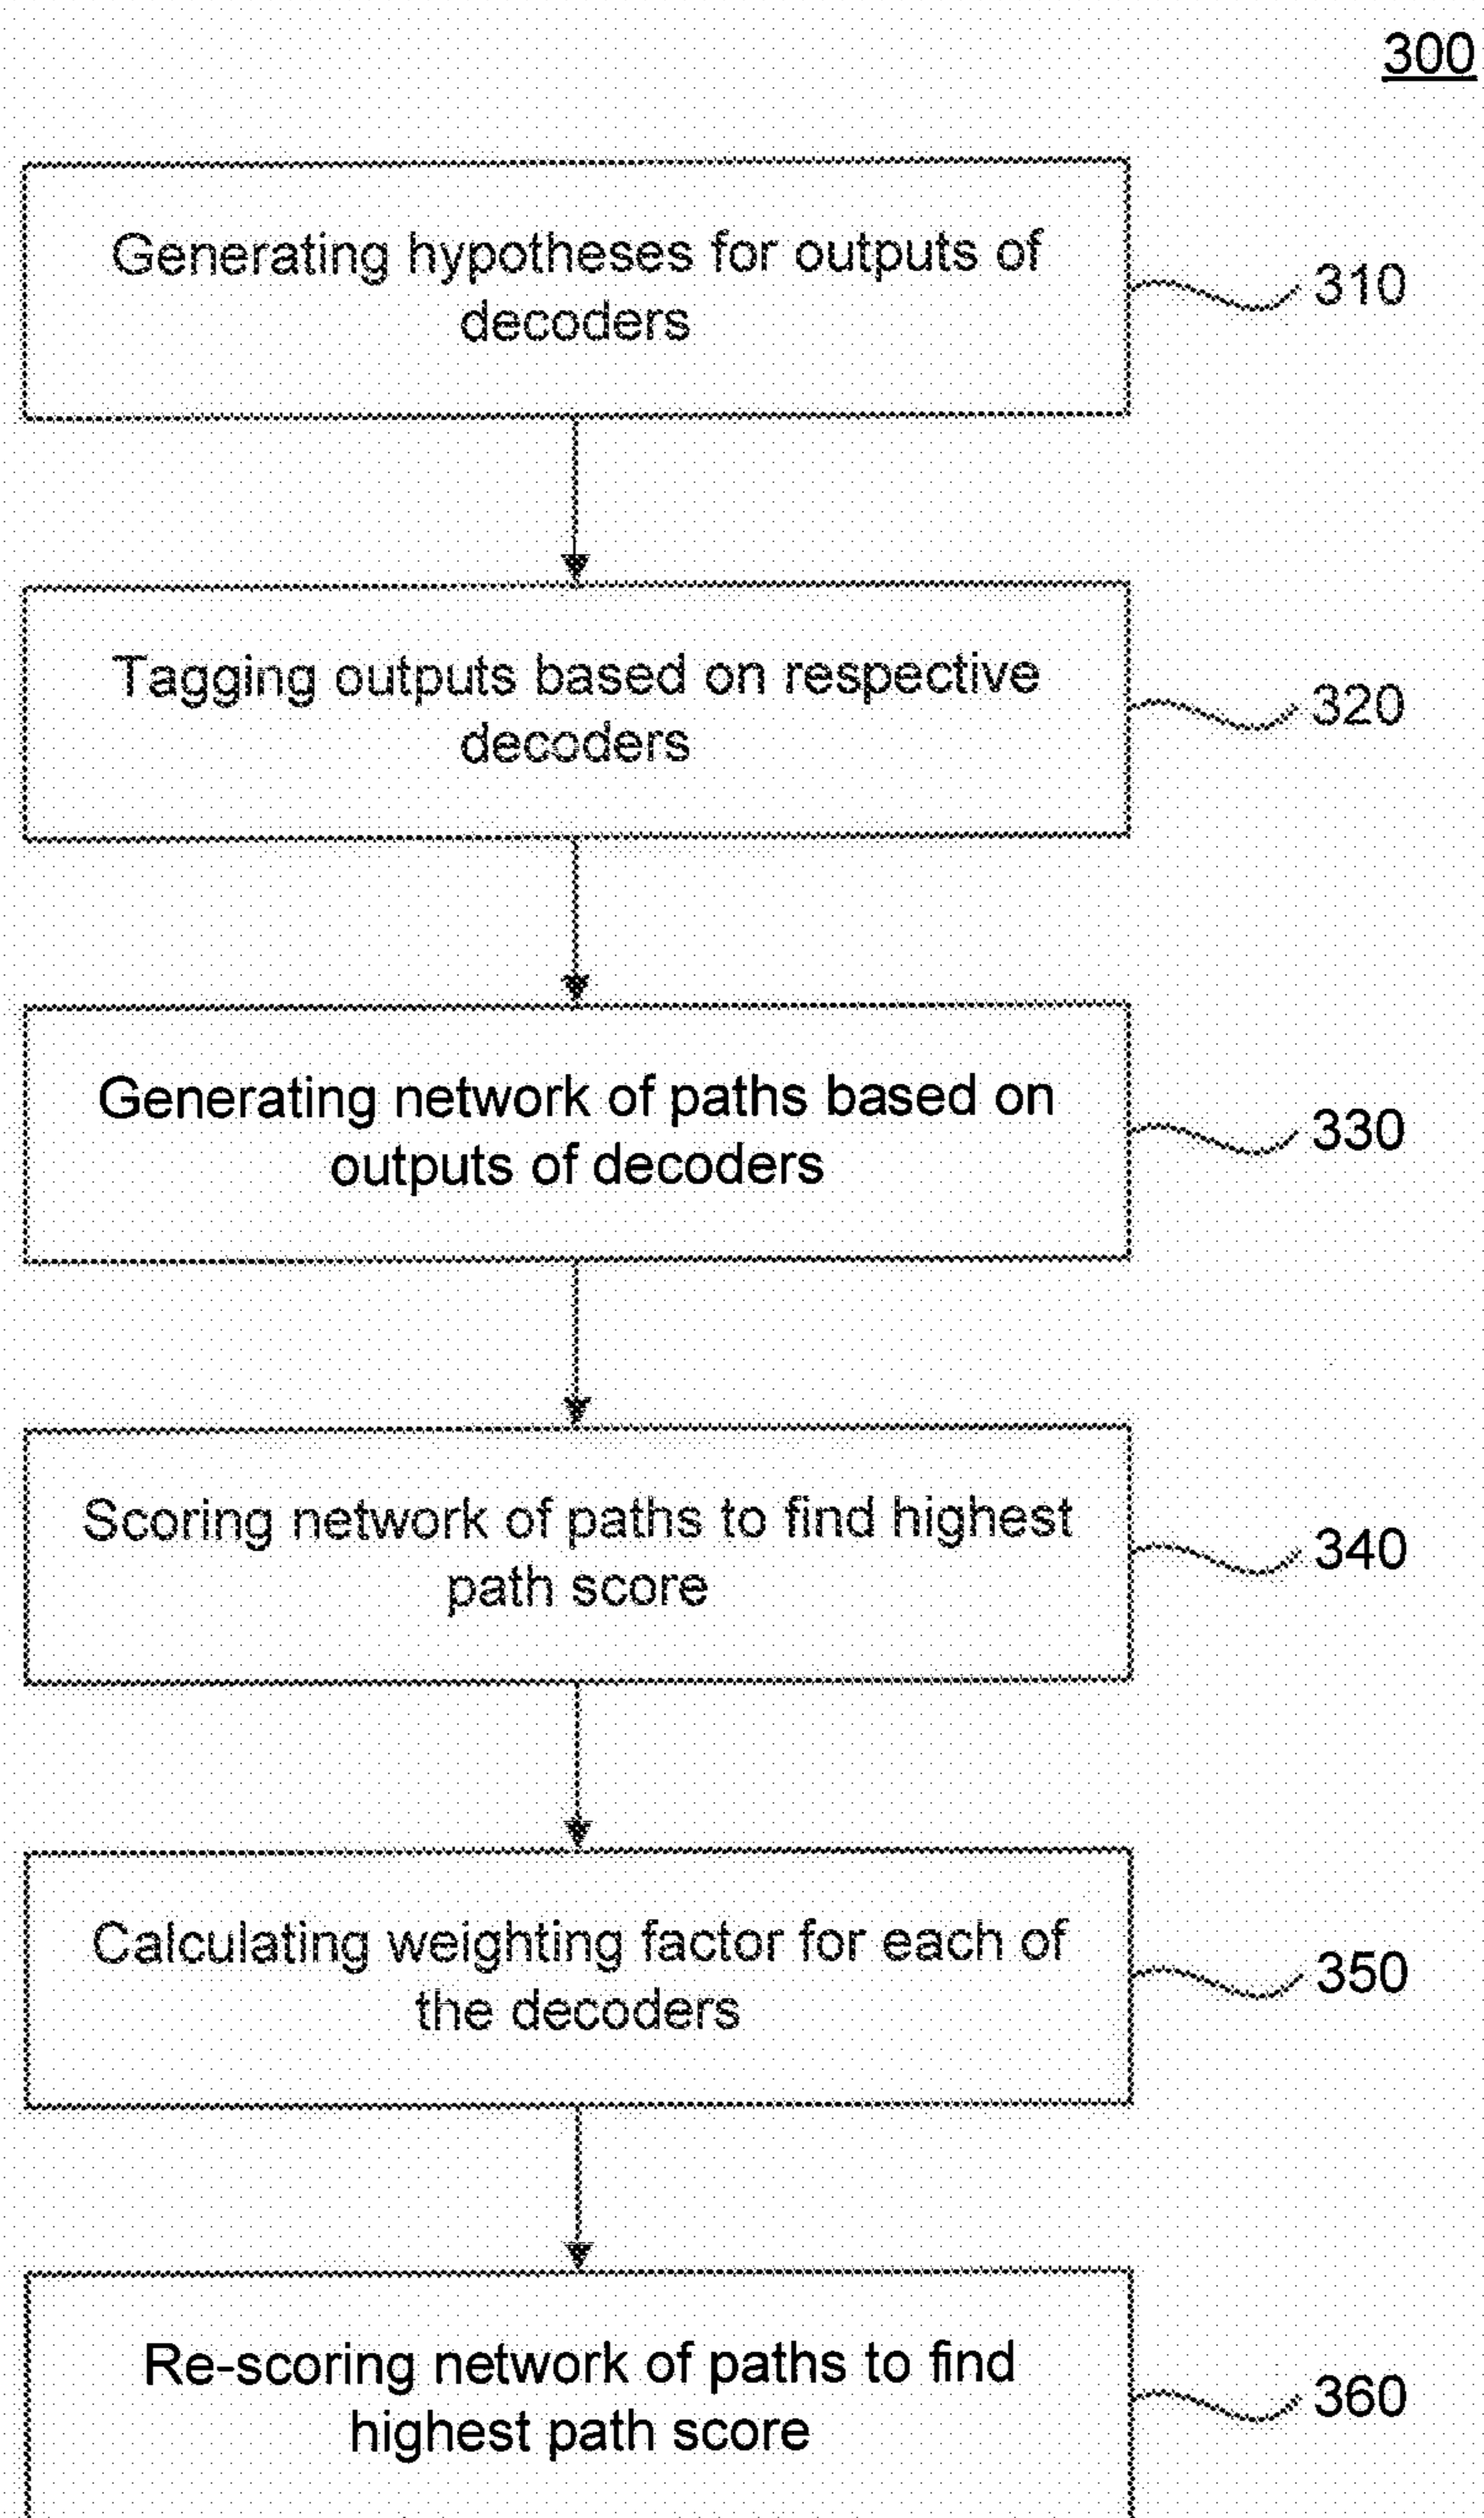 300
Generating hypotheses for outputs of
decoders
310
Tagging outputs based on respective
decoders
320
Generating network of paths based on
outputs of decoders
330
Scoring network of paths to find highest
path score
340
Calculating weighting factor for each of
the decoders
350
Re-scoring network of paths to find
highest path score
360